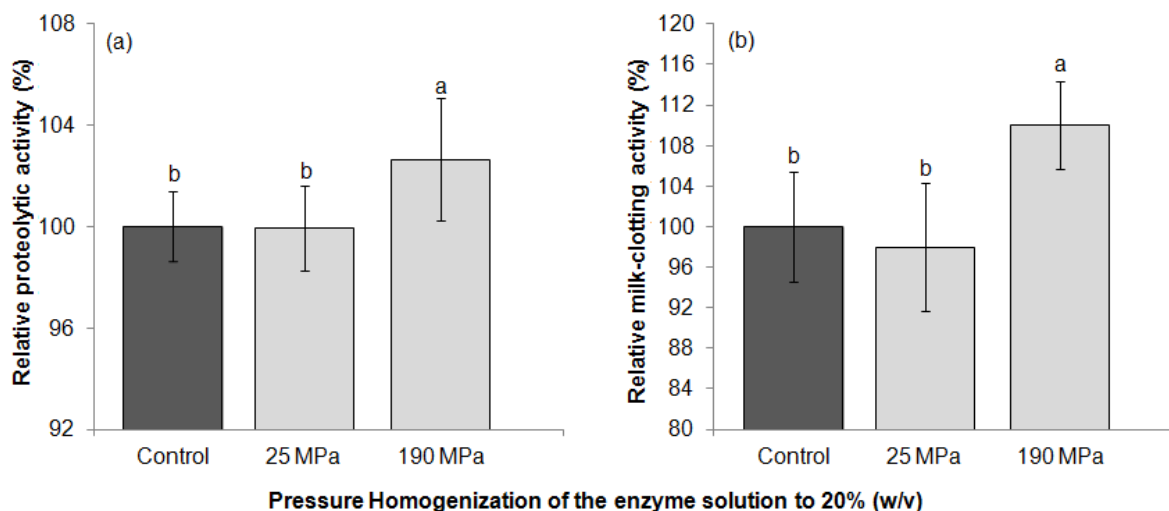 Relative proteolytic activity (%)
108
104
100
96
92
(a)
b
b
a
Control
25 MPa
190 MPa
Relative milk-clotting activity (%)
120
116
112
108
104
100
96
92
88
84
80
(b)
b
b
a
Control
25 MPa
190 MPa
Pressure Homogenization of the enzyme solution to 20% (w/v)